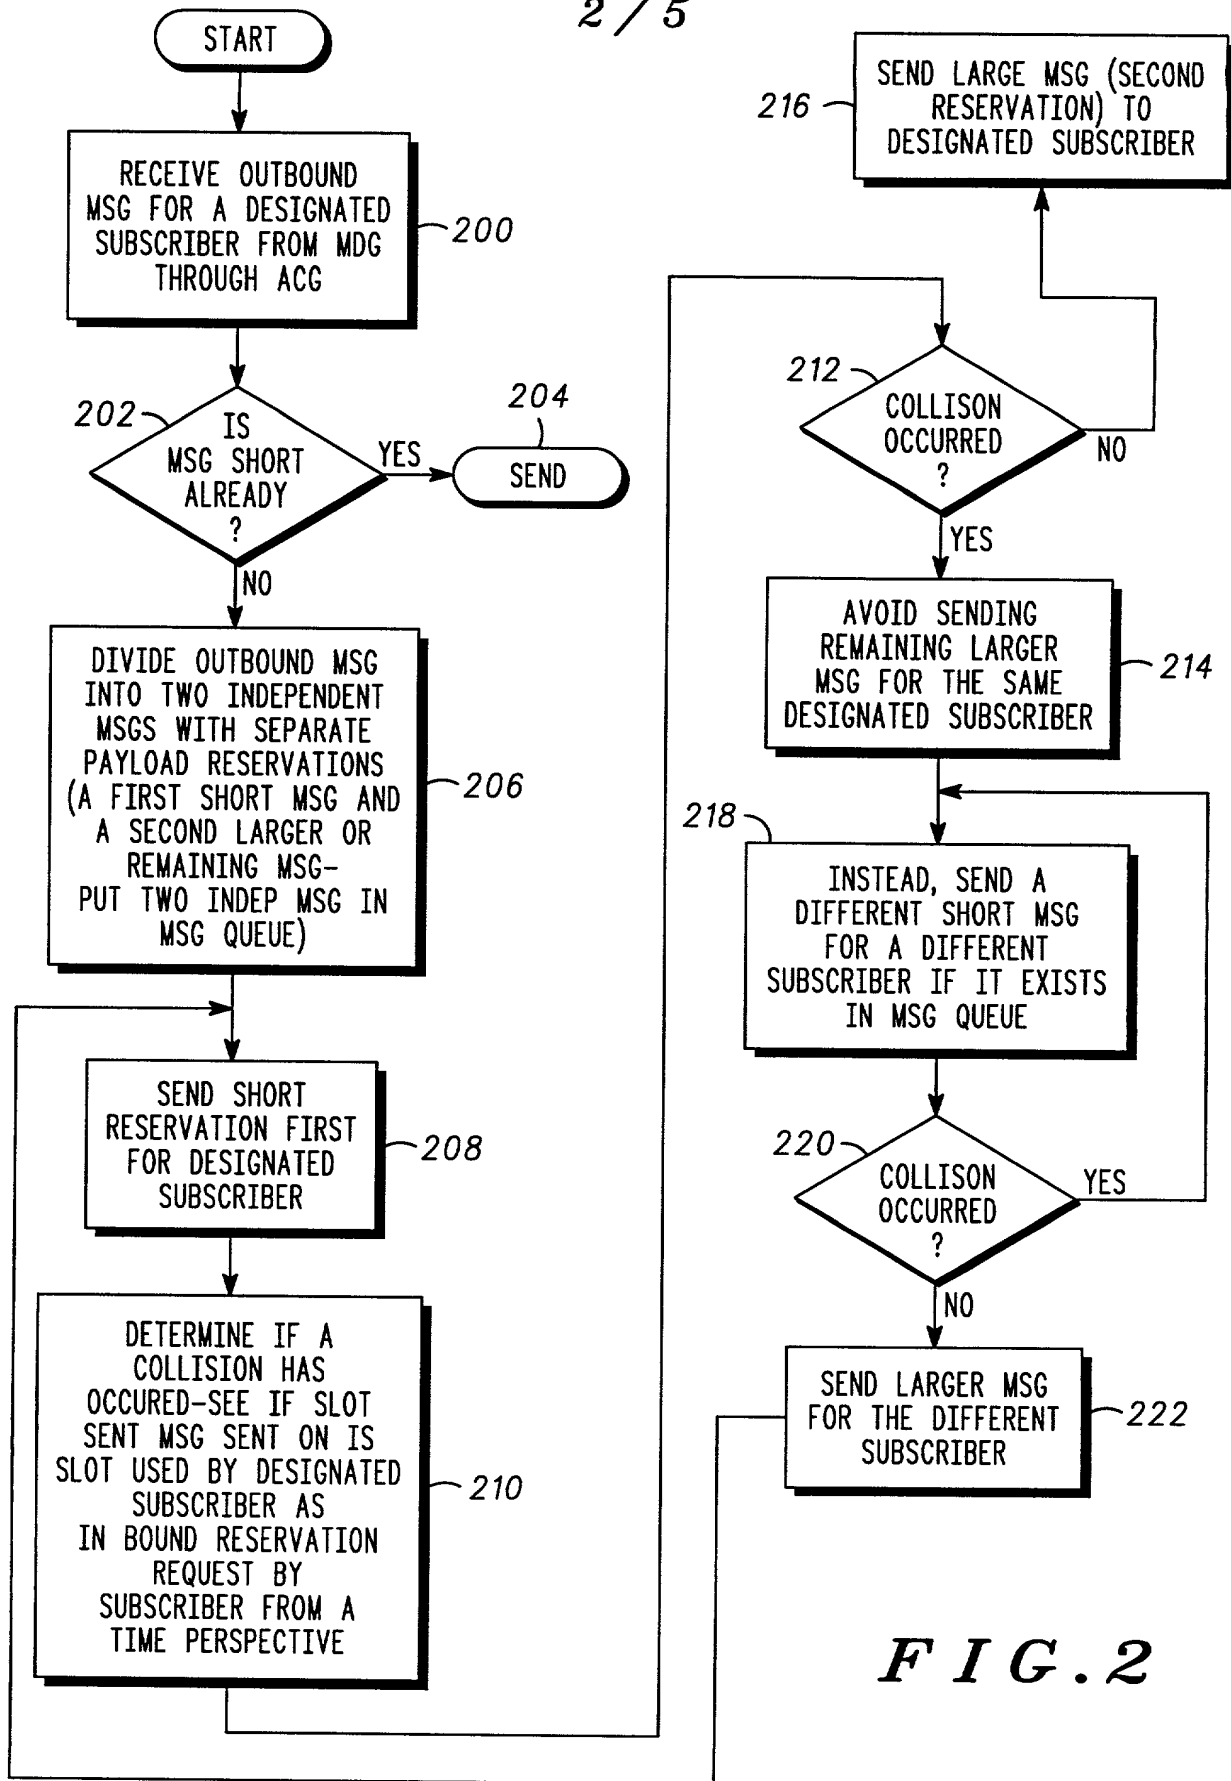 2/5
START
RECEIVE OUTBOUND
MSG FOR A DESIGNATED
SUBSCRIBER FROM MDG
THROUGH ACG
200
202
IS
MSG SHORT
ALREADY
?
YES
204
SEND
NO
DIVIDE OUTBOUND MSG
INTO TWO INDEPENDENT
MSGS WITH SEPARATE
PAYLOAD RESERVATIONS
(A FIRST SHORT MSG AND
A SECOND LARGER OR
REMAINING MSG-
PUT TWO INDEP MSG IN
MSG QUEUE)
206
SEND SHORT
RESERVATION FIRST
FOR DESIGNATED
SUBSCRIBER
208
DETERMINE IF A
COLLISION HAS
OCCURED-SEE IF SLOT
SENT MSG SENT ON IS
SLOT USED BY DESIGNATED
SUBSCRIBER AS
IN BOUND RESERVATION
REQUEST BY
SUBSCRIBER FROM A
TIME PERSPECTIVE
210
216
SEND LARGE MSG (SECOND
RESERVATION) TO
DESIGNATED SUBSCRIBER
212
COLLISON
OCCURRED
?
NO
YES
AVOID SENDING
REMAINING LARGER
MSG FOR THE SAME
DESIGNATED SUBSCRIBER
214
218
INSTEAD, SEND A
DIFFERENT SHORT MSG
FOR A DIFFERENT
SUBSCRIBER IF IT EXISTS
IN MSG QUEUE
220
COLLISON
OCCURRED
?
YES
NO
SEND LARGER MSG
FOR THE DIFFERENT
SUBSCRIBER
222
FIG.2